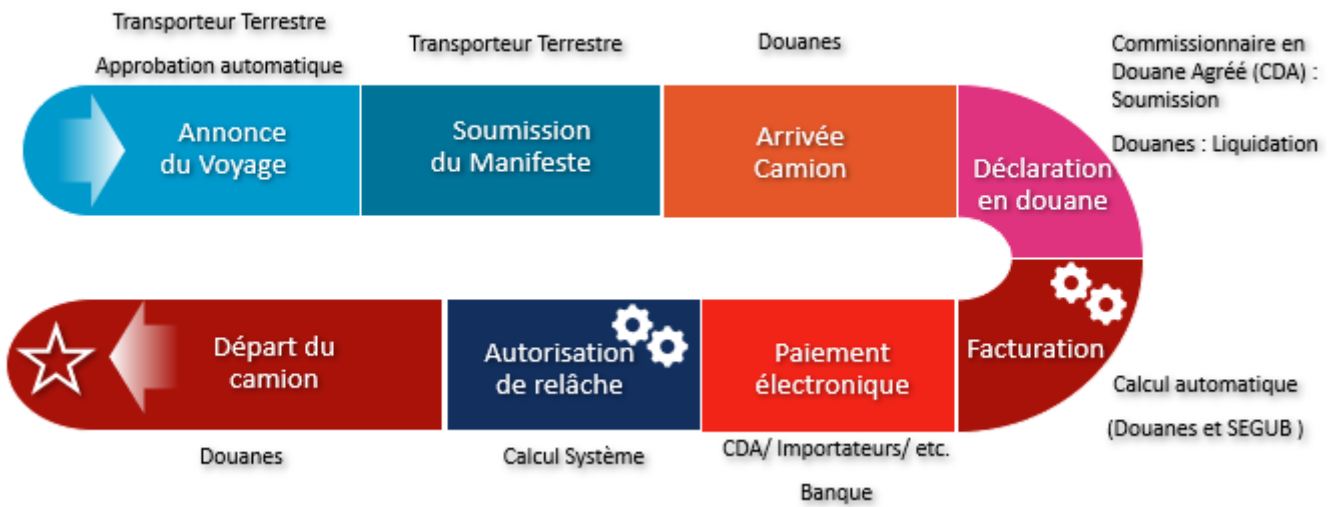 Transporteur Terrestre
Approbation automatique
Transporteur Terrestre
Douanes
Commissionnaire en
Douane Agréé (CDA) :
Soumission
Douanes : Liquidation
Annonce
du Voyage
Soumission
du Manifeste
Arrivée
Camion
Déclaration
en douane
Facturation
Calcul automatique
(Douanes et SEGUB )
Paiement
électronique
CDA/ Importateurs/ etc.
Banque
Autorisation
de relâche
Calcul Système
Départ du
camion
Douanes